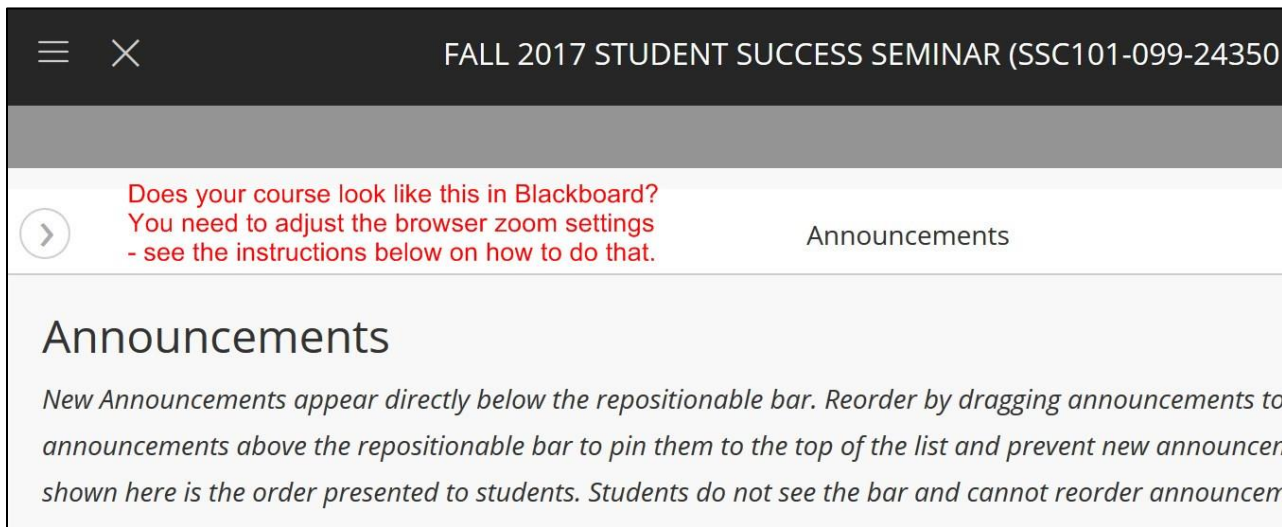 FALL 2017 STUDENT SUCCESS SEMINAR (SSC101-099-24350
Does your course look like this in Blackboard?
You need to adjust the browser zoom settings
- see the instructions below on how to do that.
Announcements
Announcements
New Announcements appear directly below the repositionable bar. Reorder by dragging announcements to
announcements above the repositionable bar to pin them to the top of the list and prevent new
shown here is the order presented to students. Students do not see the bar and cannot reorder